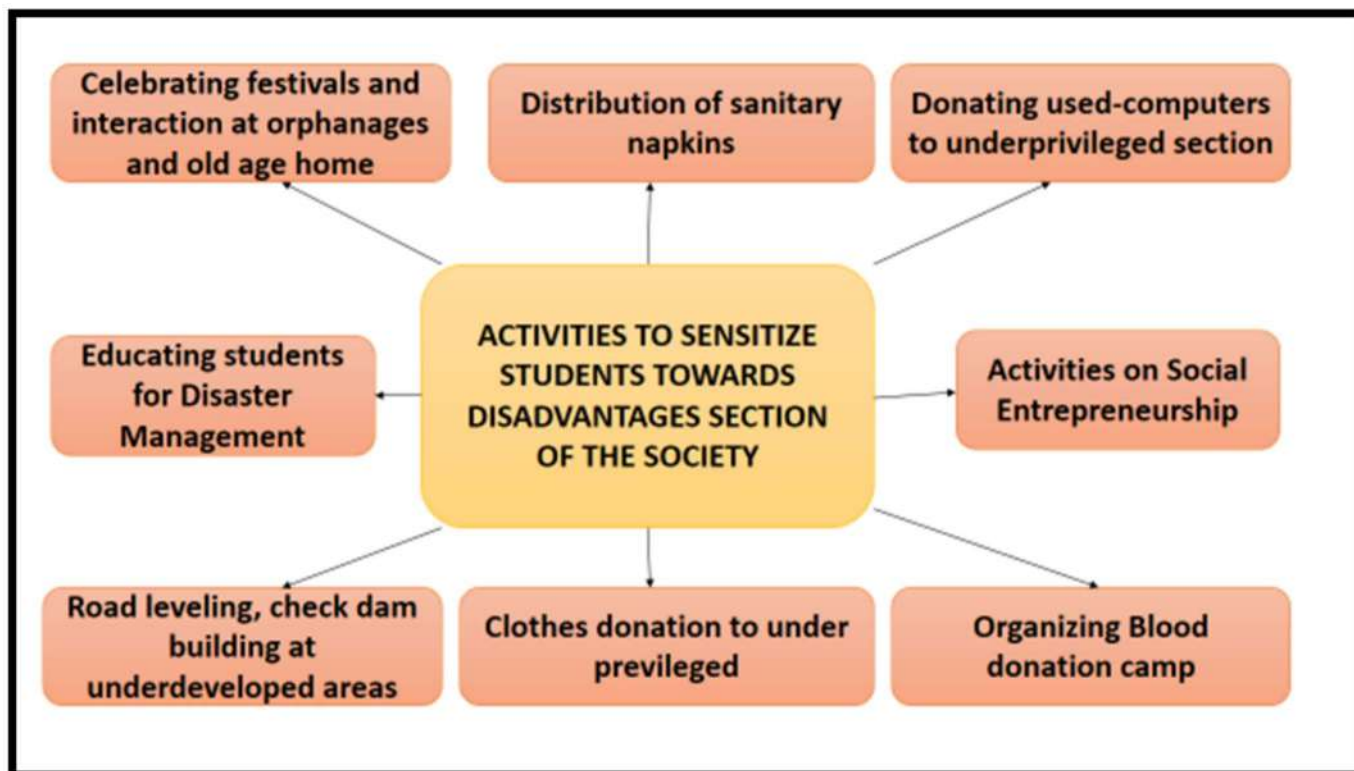 Celebrating festivals and
interaction at orphanages
and old age home
Distribution of sanitary
napkins
Donating used-computers
to underprivileged section
ACTIVITIES TO SENSITIZE
STUDENTS TOWARDS
DISADVANTAGES SECTION
OF THE SOCIETY
Educating students
for Disaster
Management
Activities on Social
Entrepreneurship
Road leveling, check dam
building at
underdeveloped areas
Clothes donation to under
previleged
Organizing Blood
donation camp